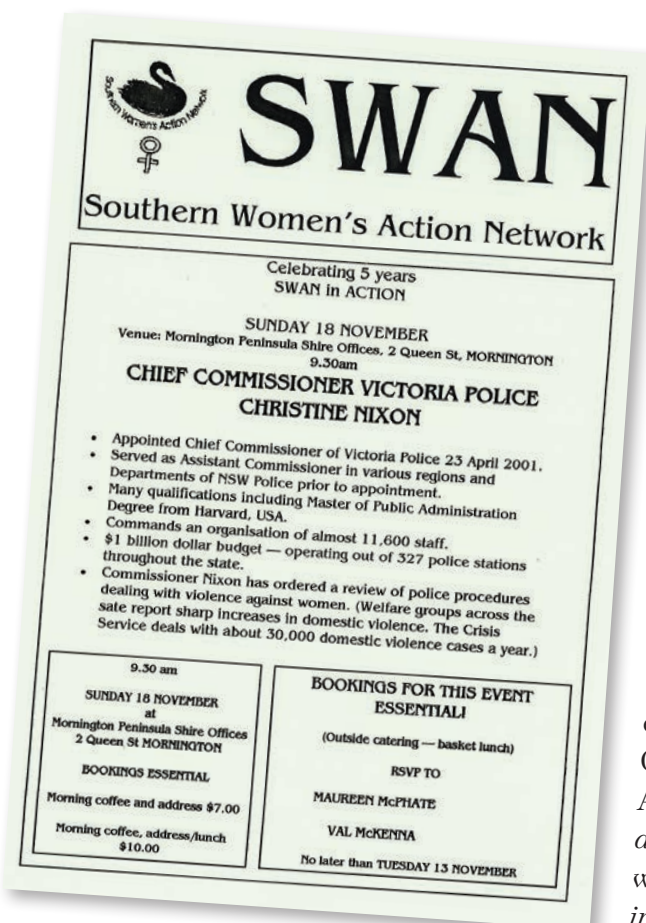 Southern Women's Action Network
SWAN
Southern Women's Action Network
Celebrating 5 years
SWAN in ACTION
SUNDAY 18 NOVEMBER
Venue: Mornington Peninsula Shire Offices, 2 Queen St, MORNINGTON
9.30am
CHIEF COMMISSIONER VICTORIA POLICE
CHRISTINE NIXON
• Appointed Chief Commissioner of Victoria Police 23 April 2001.
• Served as Assistant Commissioner in various regions and
Departments of NSW Police prior to appointment.
• Many qualifications including Master of Public Administration
Degree from Harvard, USA.
• Commands an organisation of almost 11,600 staff.
• $1 billion dollar budget — operating out of 327 police stations
throughout the state.
• Commissioner Nixon has ordered a review of police procedures
dealing with violence against women. (Welfare groups across the
sate report sharp increases in domestic violence. The Crisis
Service deals with about 30,000 domestic violence cases a year.)
9.30 am
SUNDAY 18 NOVEMBER
at
Mornington Peninsula Shire Offices
2 Queen St MORNINGTON
BOOKINGS ESSENTIAL
Morning coffee and address $7.00
Morning coffee, address/lunch
$10.00
BOOKINGS FOR THIS EVENT
ESSENTIAL!
(Outside catering — basket lunch)
RSVP TO
MAUREEN McPHATE
VAL McKENNA
No later than TUESDAY 13 NOVEMBER